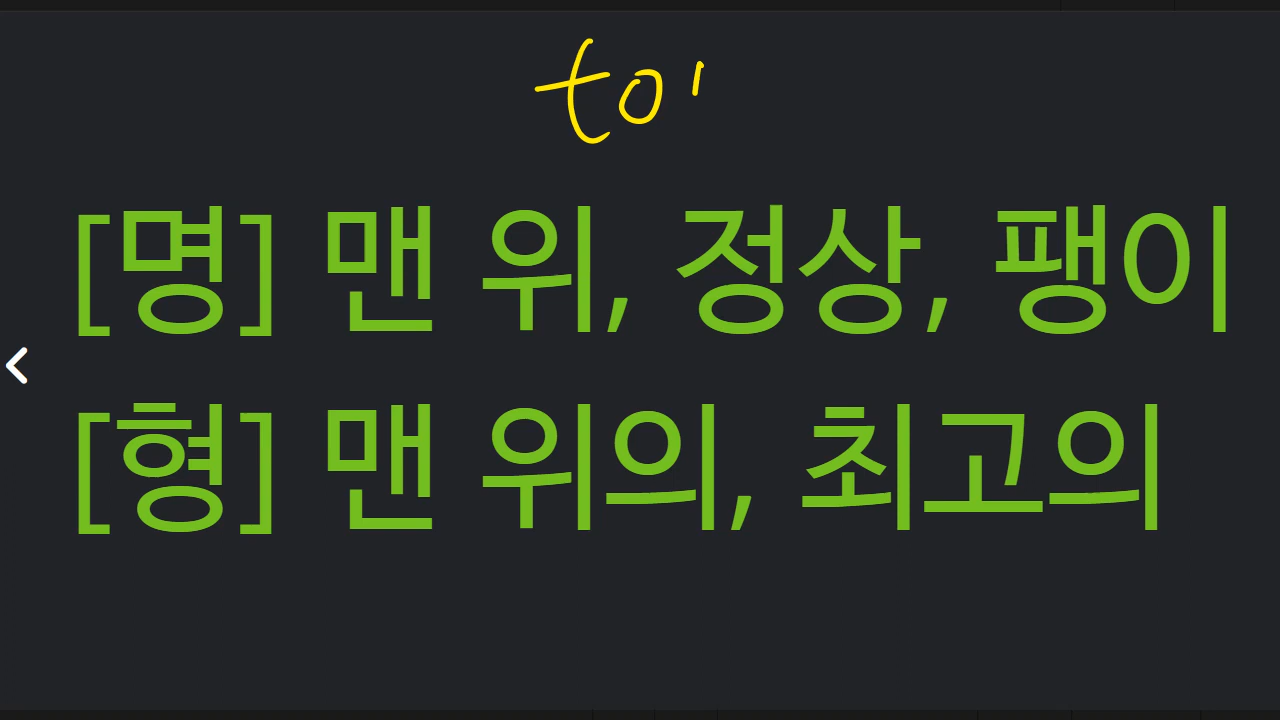 to
[명] 맨 위, 정상, 팽이
[형] 맨 위의, 최고의